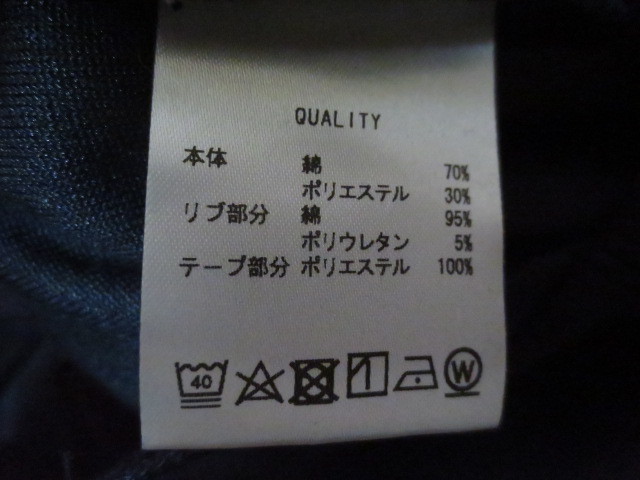 QUALITY
本体 綿 70%
ポリエステル 30%
リブ部分 綿 95%
ポリウレタン 5%
テープ部分 ポリエステル 100%
40 W